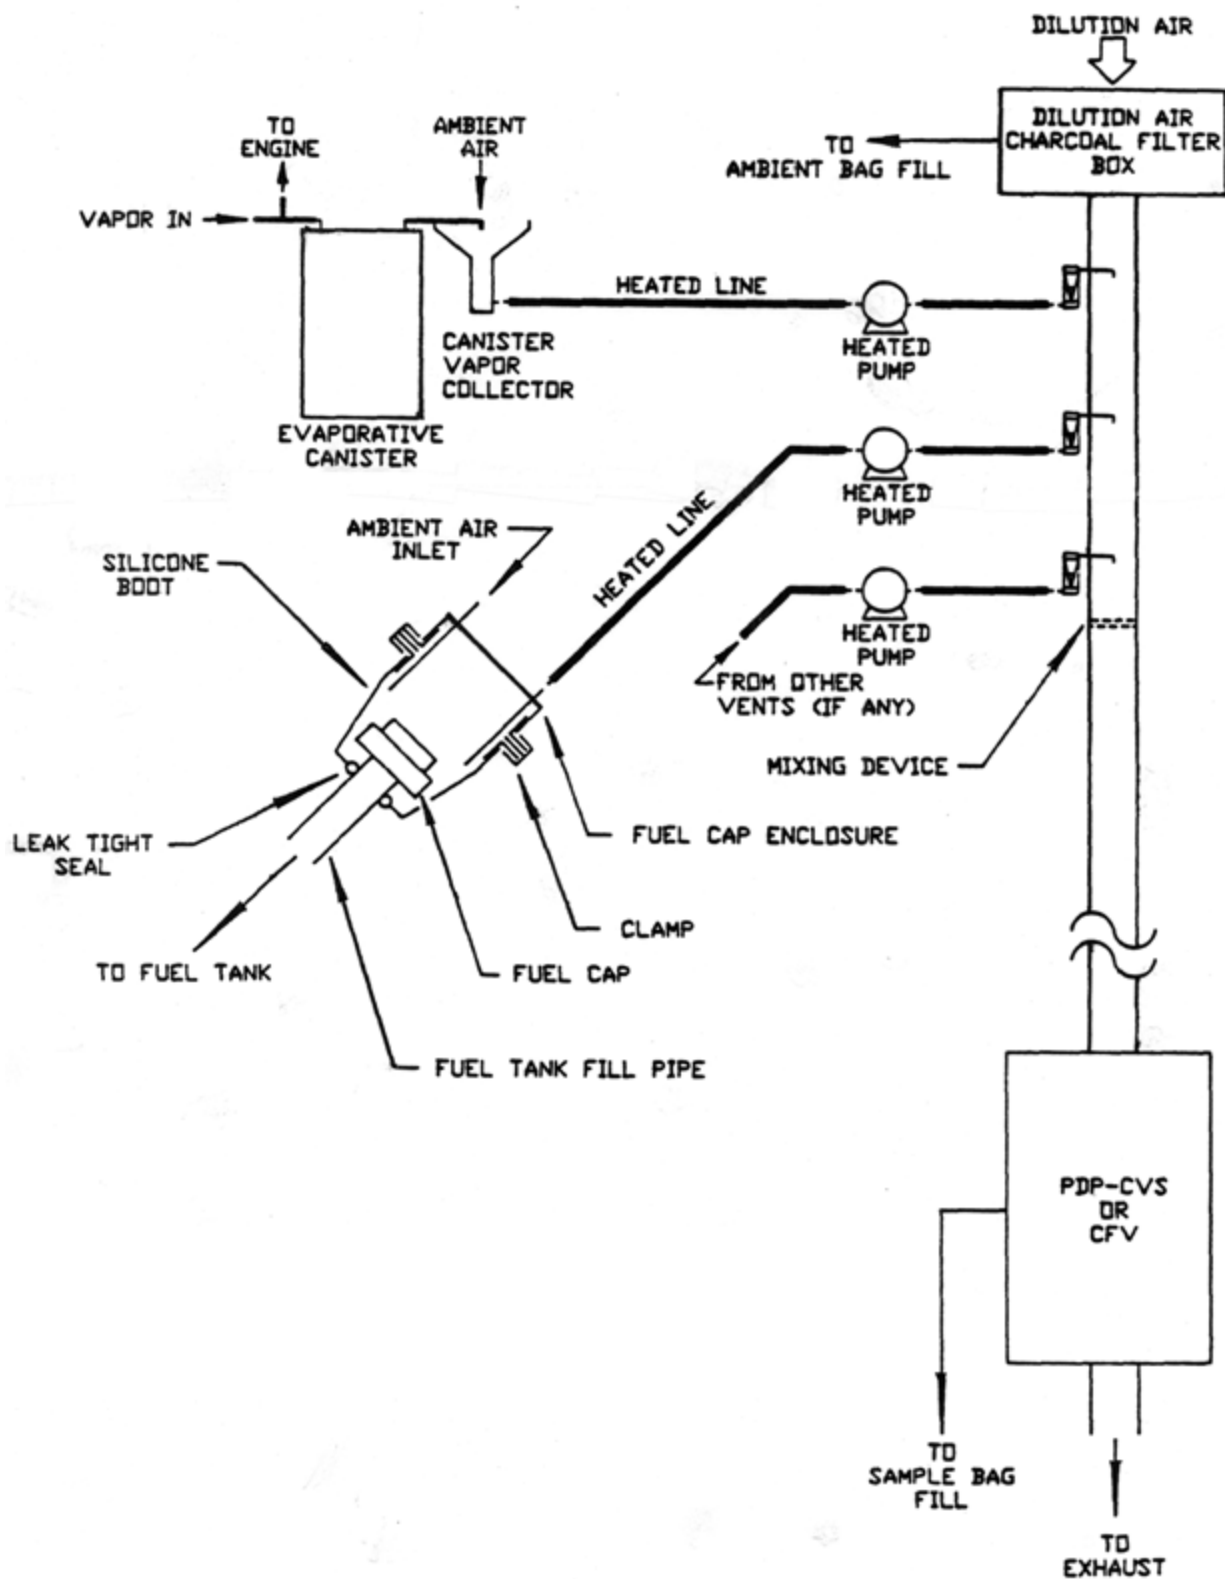 DILUTION AIR
DILUTION AIR
CHARCOAL FILTER
BOX
TO
AMBIENT BAG FILL
TO
ENGINE
AMBIENT
AIR
VAPOR IN
HEATED LINE
HEATED
PUMP
CANISTER
VAPOR
COLLECTOR
EVAPORATIVE
CANISTER
HEATED
PUMP
AMBIENT AIR
INLET
HEATED LINE
SILICONE
BOOT
HEATED
PUMP
FROM OTHER
VENTS (IF ANY)
MIXING DEVICE
LEAK TIGHT
SEAL
FUEL CAP ENCLOSURE
CLAMP
TO FUEL TANK
FUEL CAP
FUEL TANK FILL PIPE
PDP-CVS
OR
CFV
TO
SAMPLE BAG
FILL
TO
EXHAUST